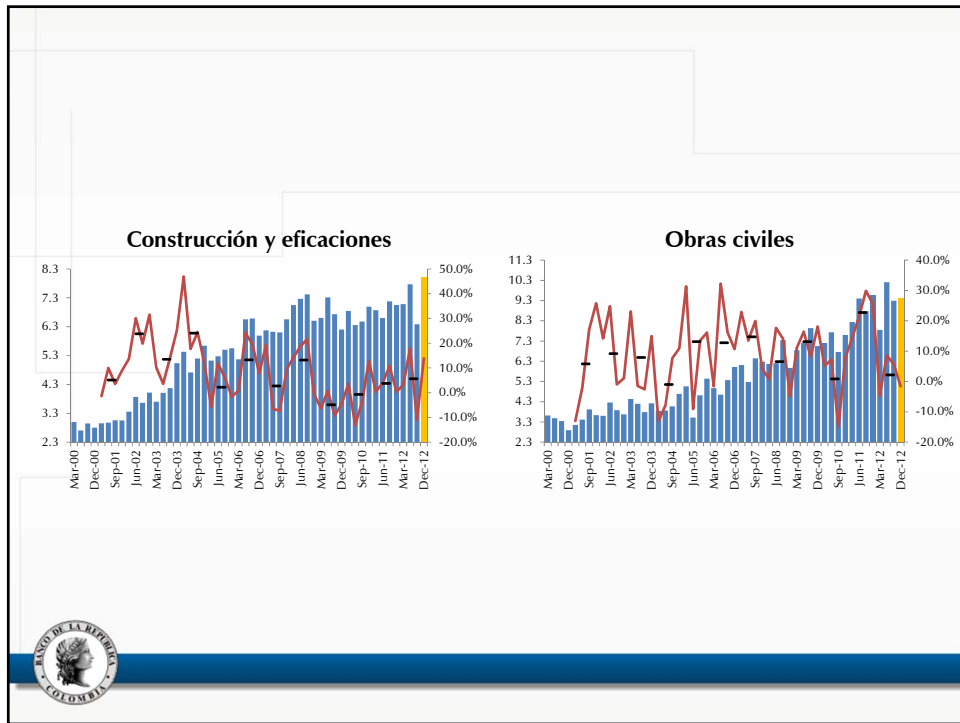 Construcción y eficaciones
8.3
7.3
6.3
5.3
4.3
3.3
2.3
50.0%
40.0%
30.0%
20.0%
10.0%
0.0%
-10.0%
-20.0%
Mar-00
Dec-00
Sep-01
Jun-02
Mar-03
Dec-03
Sep-04
Jun-05
Mar-06
Dec-06
Sep-07
Jun-08
Mar-09
Dec-09
Sep-10
Jun-11
Mar-12
Dec-12
Obras civiles
11.3
10.3
9.3
8.3
7.3
6.3
5.3
4.3
3.3
2.3
40.0%
30.0%
20.0%
10.0%
0.0%
-10.0%
-20.0%
Mar-00
Dec-00
Sep-01
Jun-02
Mar-03
Dec-03
Sep-04
Jun-05
Mar-06
Dec-06
Sep-07
Jun-08
Mar-09
Dec-09
Sep-10
Jun-11
Mar-12
Dec-12
BANCO DE LA REPÚBLICA
COLOMBIA